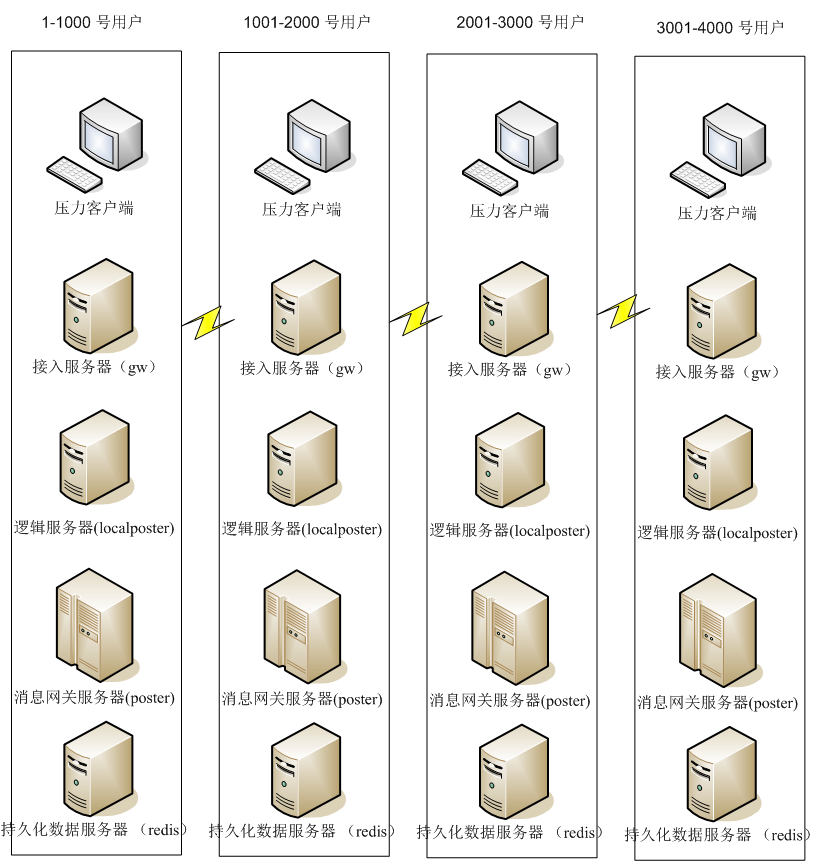 1-1000 号用户
1001-2000 号用户
2001-3000 号用户
3001-4000 号用户
压力客户端
压力客户端
压力客户端
压力客户端
接入服务器（gw）
接入服务器（gw）
接入服务器（gw）
接入服务器（gw）
逻辑服务器(localposter)
逻辑服务器(localposter)
逻辑服务器(localposter)
逻辑服务器(localposter)
消息网关服务器(poster)
消息网关服务器(poster)
消息网关服务器(poster)
消息网关服务器(poster)
持久化数据服务器 （redis）
持久化数据服务器 （redis）
持久化数据服务器 （redis）
持久化数据服务器 （redis）